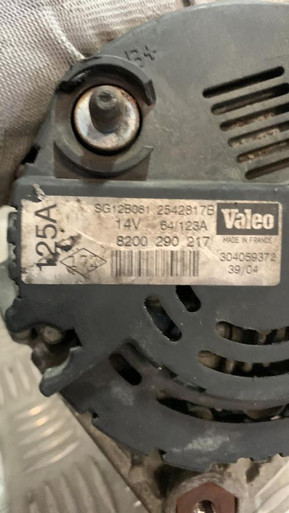 B+
125A
SG12B081 2542817B
14V 64/123A
8200 290 217
Valeo
MADE IN FRANCE
304059372
39/04